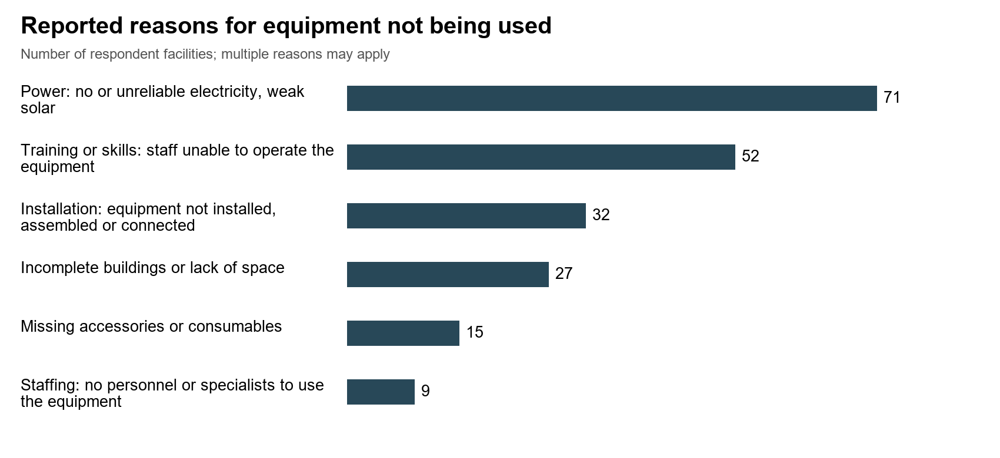 Reported reasons for equipment not being used
Number of respondent facilities; multiple reasons may apply
Power: no or unreliable electricity, weak
solar
71
Training or skills: staff unable to operate the
equipment
52
Installation: equipment not installed,
assembled or connected
32
Incomplete buildings or lack of space
27
Missing accessories or consumables
15
Staffing: no personnel or specialists to use
the equipment
9